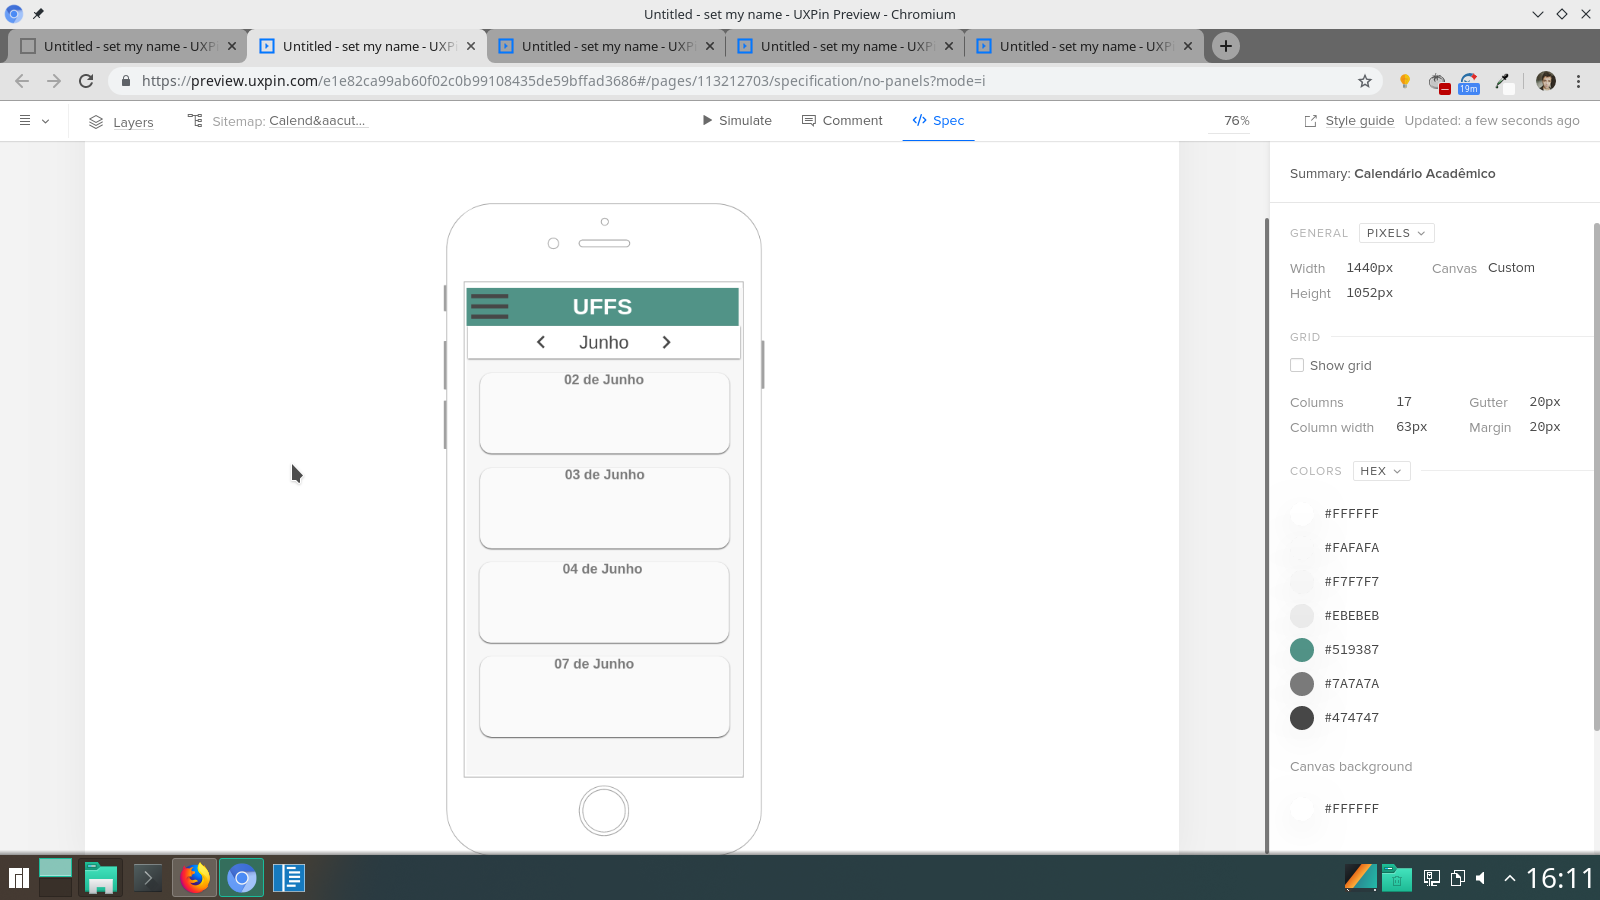 Untitled - set my name - UXPin Preview - Chromium
Untitled - set my name - UXPi
Untitled - set my name - UXPi
Untitled - set my name - UXPi
Untitled - set my name - UXPi
Untitled - set my name - UXPi
https://preview.uxpin.com/e1e82ca99ab60f02c0b99108435de59bffad3686#/pages/113212703/specification/no-panels?mode=i
19m
Layers
Sitemap: Calend&aacut...
Simulate
Comment
Spec
76%
Style guide
Updated: a few seconds ago
UFFS
Junho
02 de Junho
03 de Junho
04 de Junho
07 de Junho
Summary: Calendário Acadêmico
GENERAL PIXELS
Width 1440px Canvas Custom
Height 1052px
GRID
Show grid
Columns 17 Gutter 20px
Column width 63px Margin 20px
COLORS HEX
#FFFFFF
#FAFAFA
#F7F7F7
#EBEBEB
#519387
#7A7A7A
#474747
Canvas background
#FFFFFF
16:11